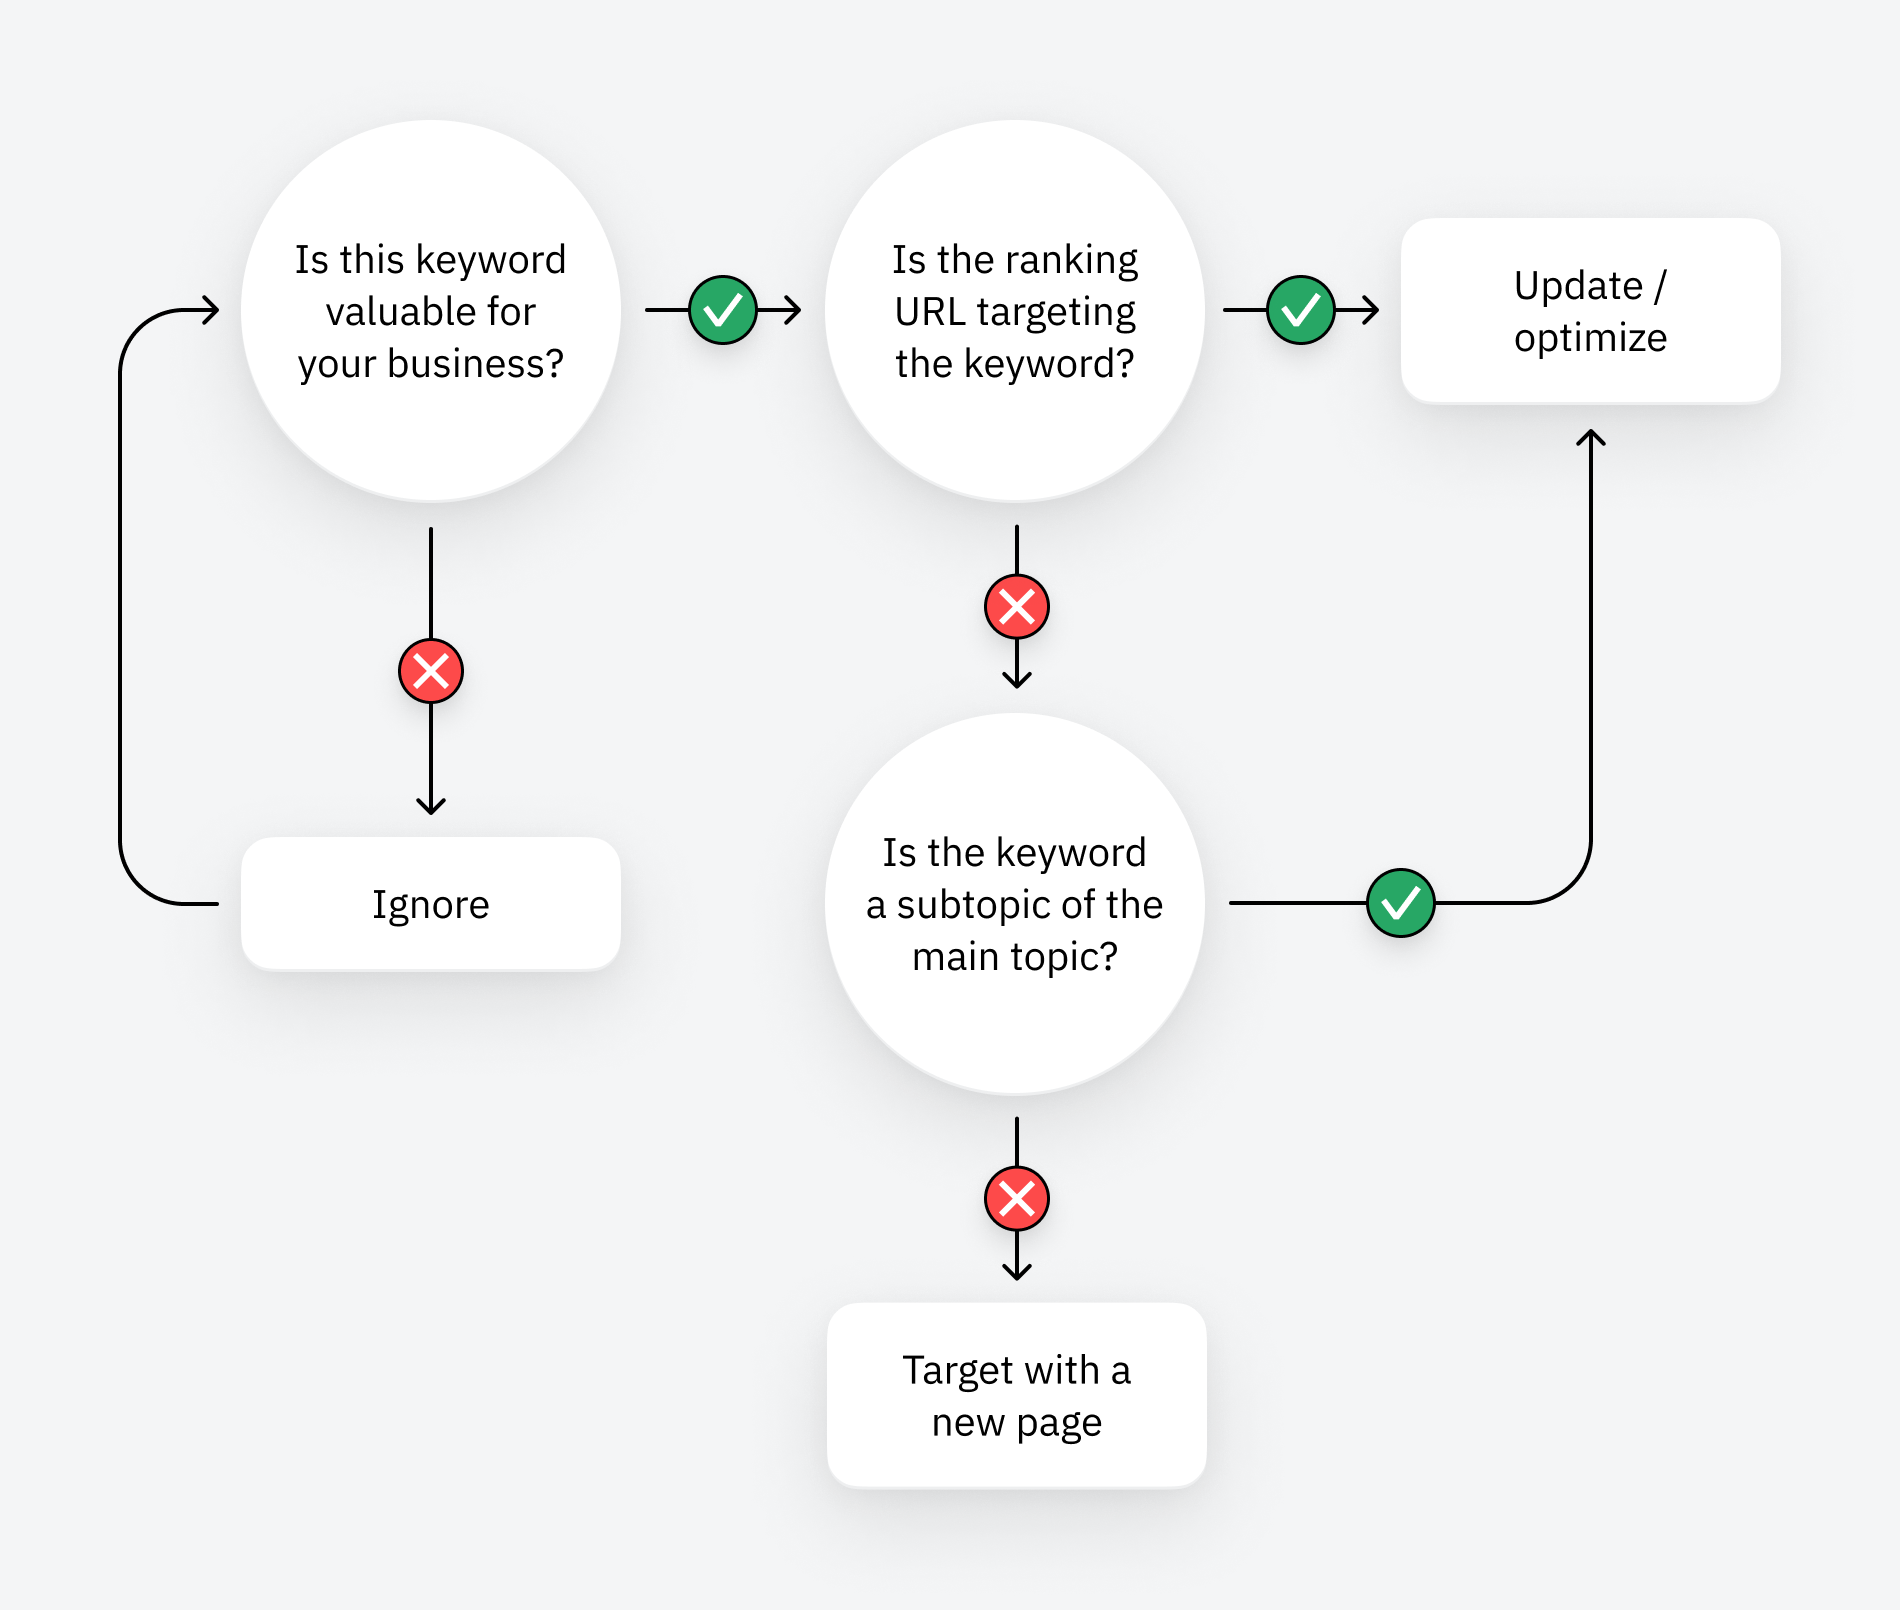 Is this keyword
valuable for
your business?
Is the ranking
URL targeting
the keyword?
Update /
optimize
Ignore
Is the keyword
a subtopic of the
main topic?
Target with a
new page